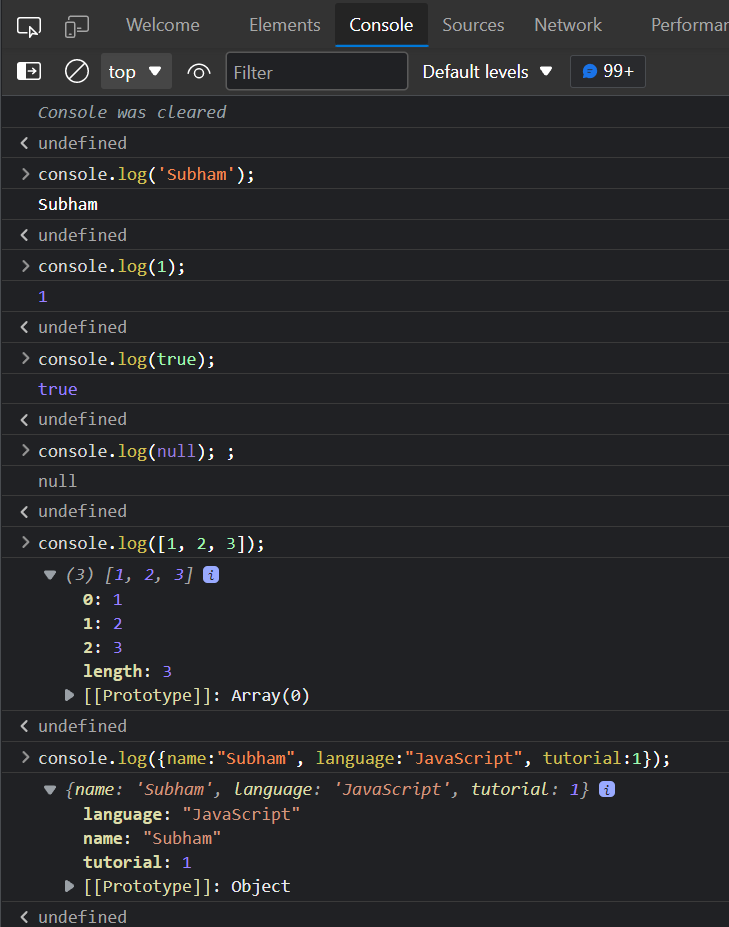 Welcome Elements Console Sources Network Performan
top Filter Default levels 99+
Console was cleared
undefined
console.log('Subham');
Subham
undefined
console.log(1);
1
undefined
console.log(true);
true
undefined
console.log(null); ;
null
undefined
console.log([1, 2, 3]);
(3) [1, 2, 3] i
0: 1
1: 2
2: 3
length: 3
[[Prototype]]: Array(0)
undefined
console.log({name:"Subham", language:"JavaScript", tutorial:1});
{name: 'Subham', language: 'JavaScript', tutorial: 1} i
language: "JavaScript"
name: "Subham"
tutorial: 1
[[Prototype]]: Object
undefined